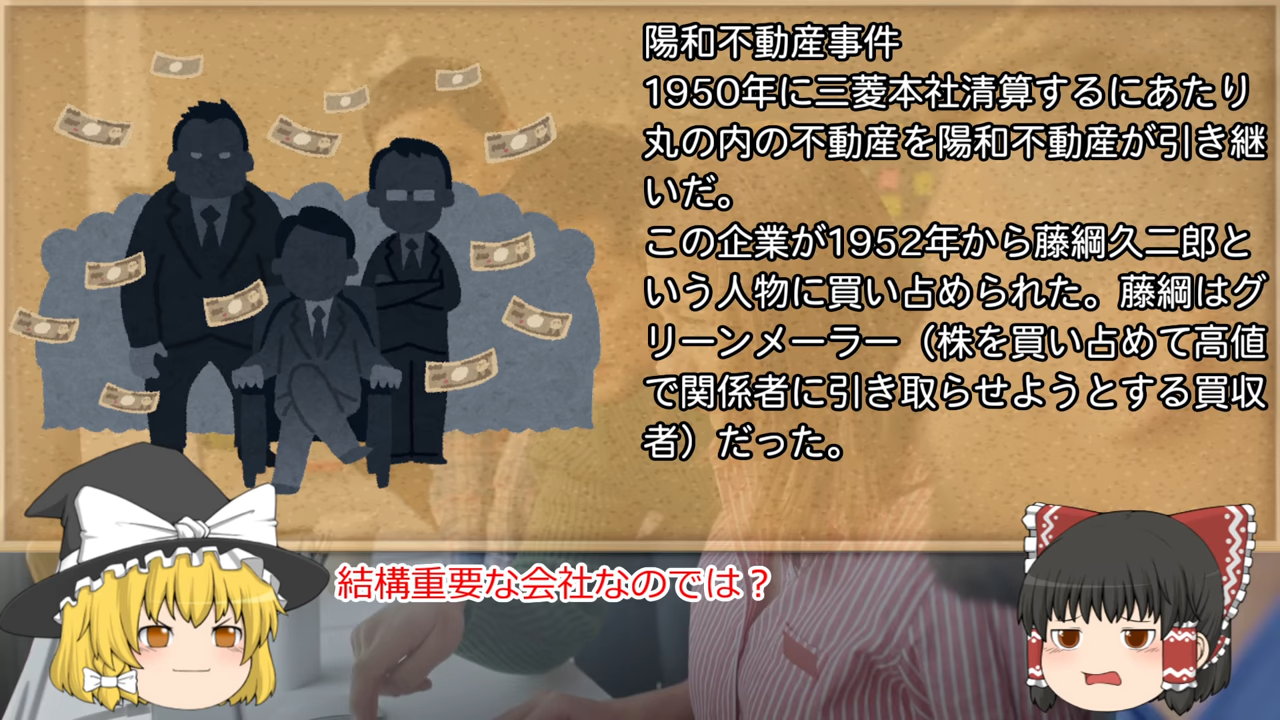 陽和不動産事件
1950年に三菱本社清算するにあたり
丸の内の不動産を陽和不動産が引き継
いだ。
この企業が1952年から藤綱久二郎と
いう人物に買い占められた。藤綱はグ
リーンメーラー（株を買い占めて高値
で関係者に引き取らせようとする買収
者）だった。
結構重要な会社なのでは？